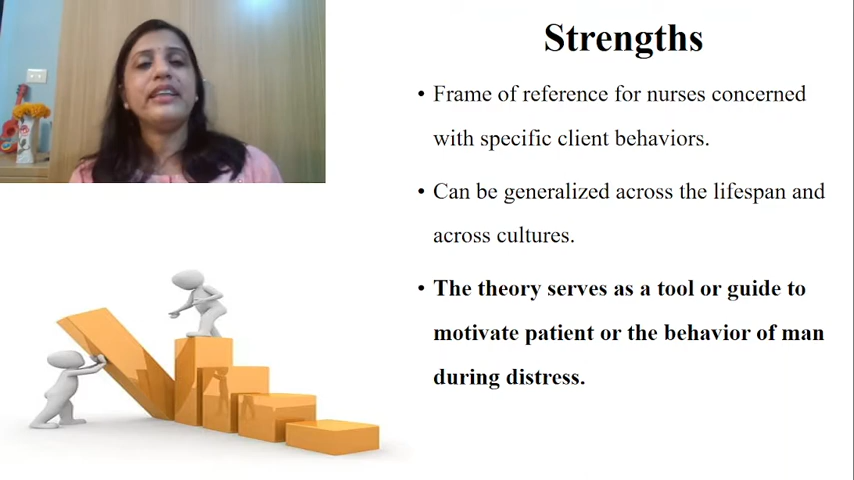 Strengths
• Frame of reference for nurses concerned
with specific client behaviors.
• Can be generalized across the lifespan and
across cultures.
• The theory serves as a tool or guide to
motivate patient or the behavior of man
during distress.